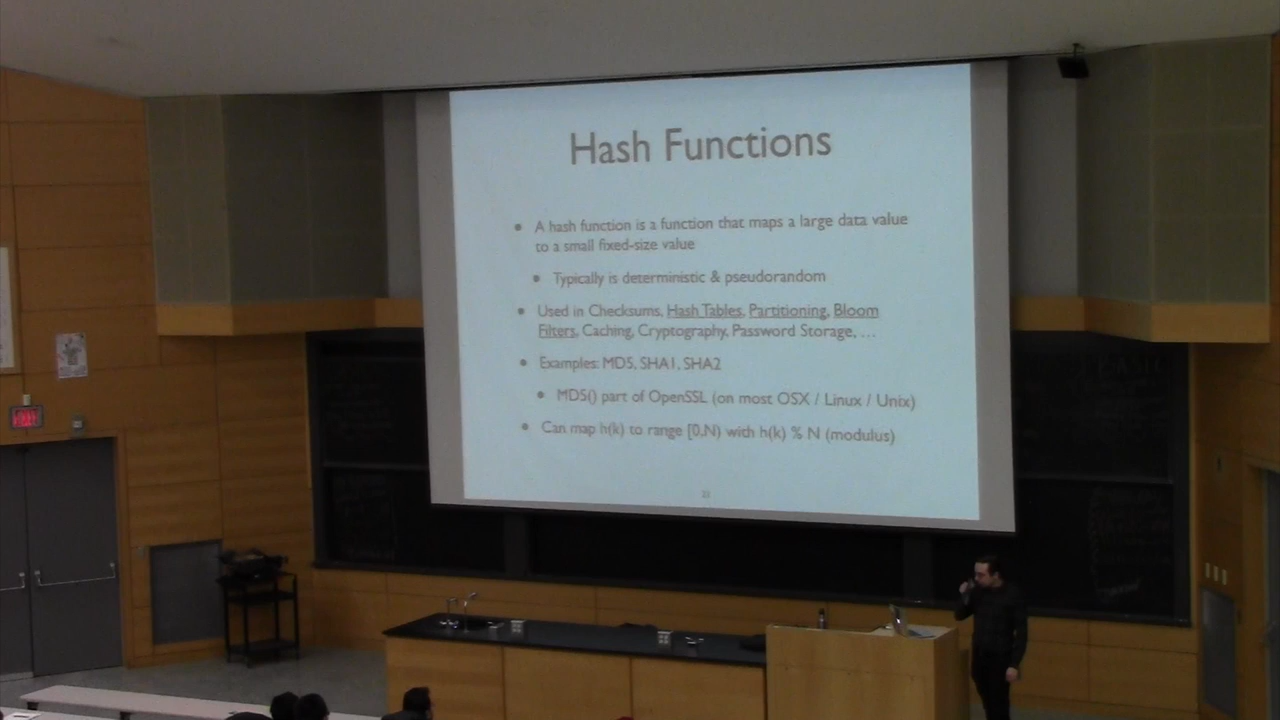 Hash Functions
• A hash function is a function that maps a large data value
to a small fixed-size value
• Typically is deterministic & pseudorandom
• Used in Checksums, Hash Tables, Partitioning, Bloom
Filters, Caching, Cryptography, Password Storage, ...
• Examples: MD5, SHA1, SHA2
• MD5() part of OpenSSL (on most OSX / Linux / Unix)
• Can map h(k) to range [0,N) with h(k) % N (modulus)